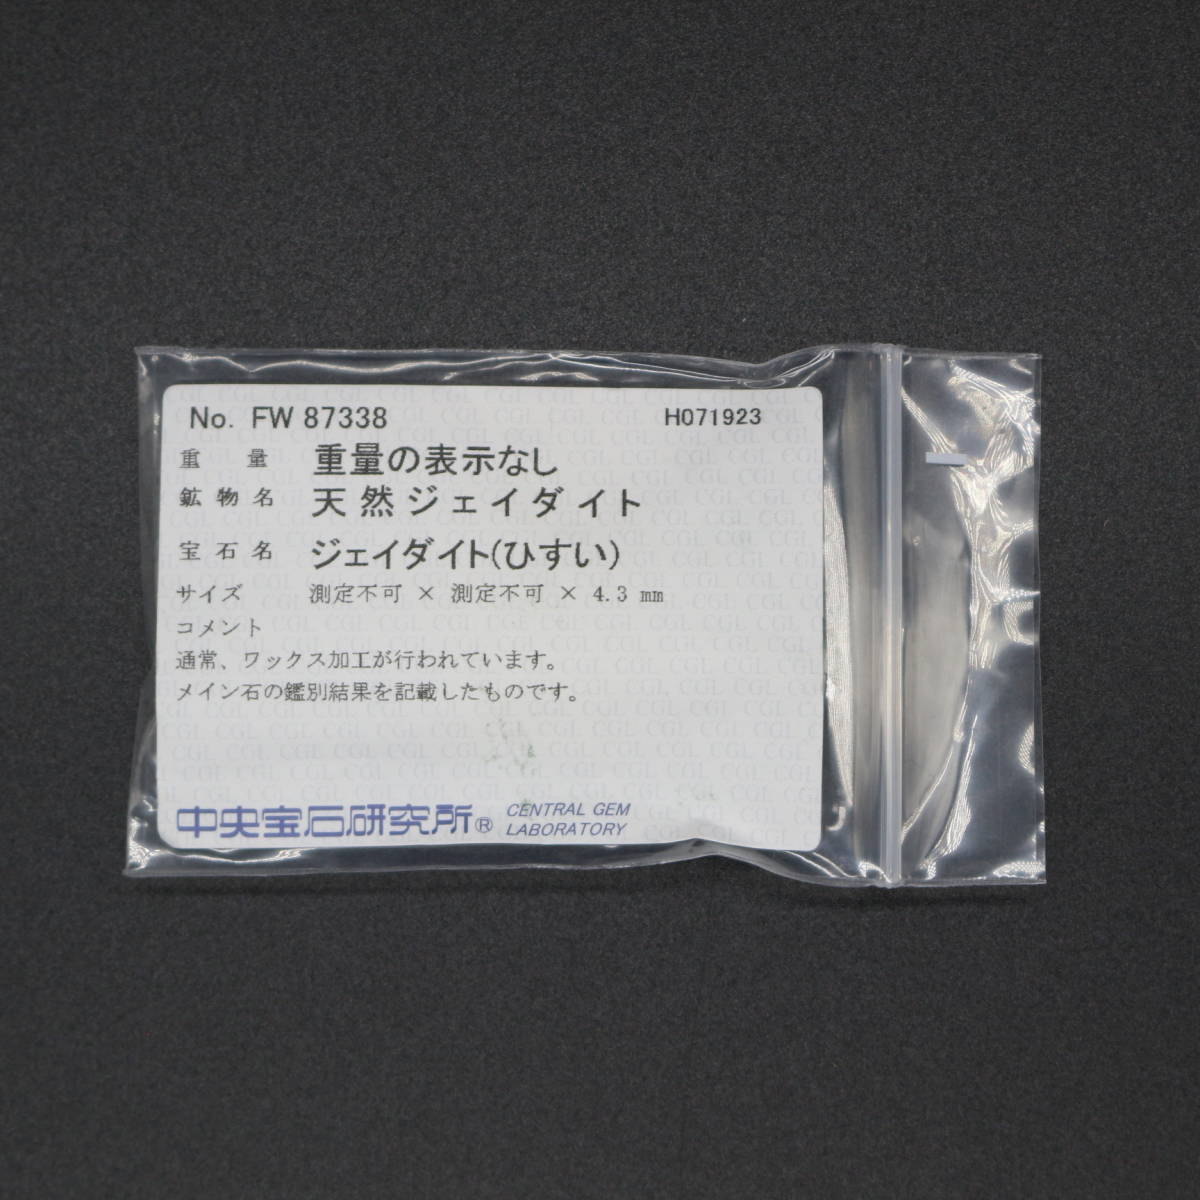 No. FW 87338 H071923
重量 重量の表示なし
鉱物名 天然ジェイダイト
宝石名 ジェイダイト(ひすい)
サイズ 測定不可 × 測定不可 × 4.3 mm
コメント
通常、ワックス加工が行われています。
メイン石の鑑別結果を記載したものです。
中央宝石研究所® CENTRAL GEM
LABORATORY